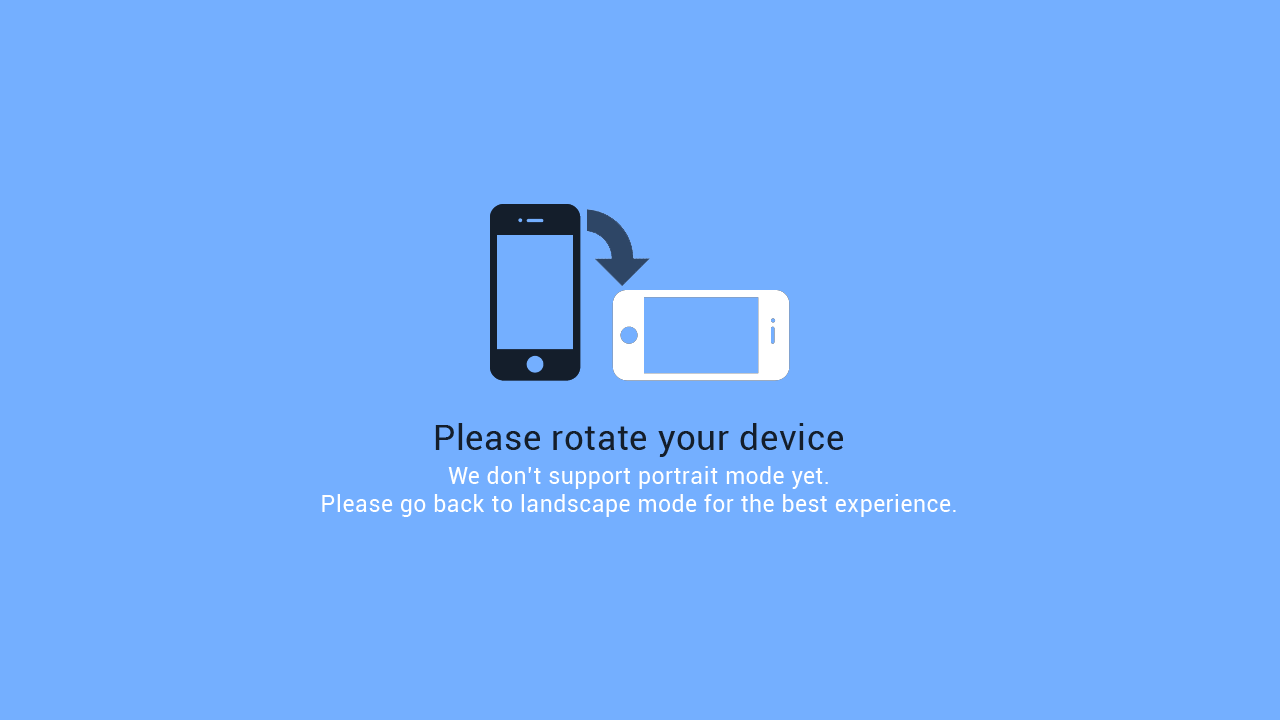 Please rotate your device
We don't support portrait mode yet.
Please go back to landscape mode for the best experience.